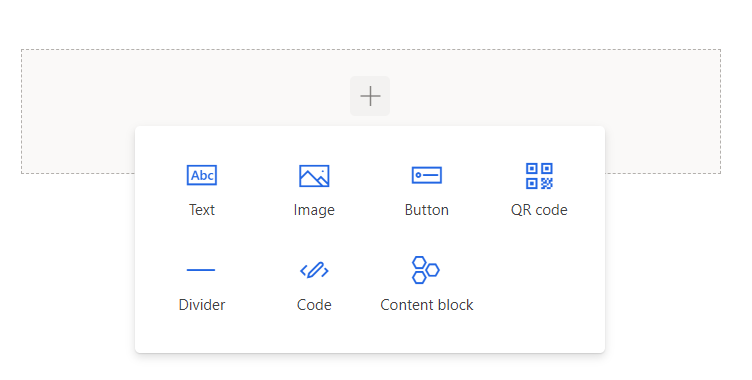 Abc
Text
Image
Button
QR code
Divider
Code
Content block